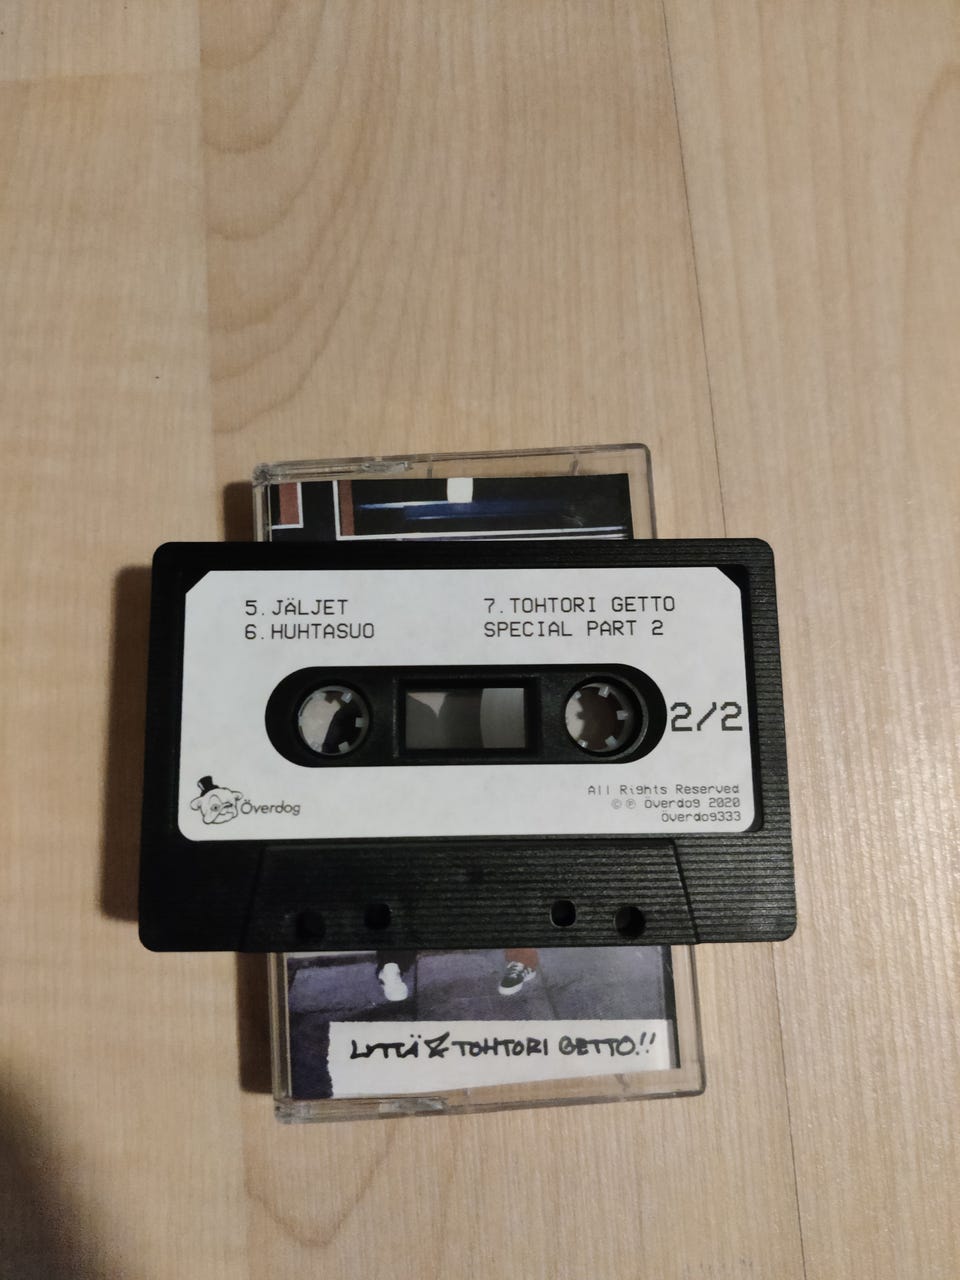 5.JÄLJET
6.HUHTASUO
7.TOHTORI GETTO
SPECIAL PART 2
2/2
Överdog
All Rights Reserved
©℗ Överdog 2020
Överdog333
TOHTORI GETTO!!